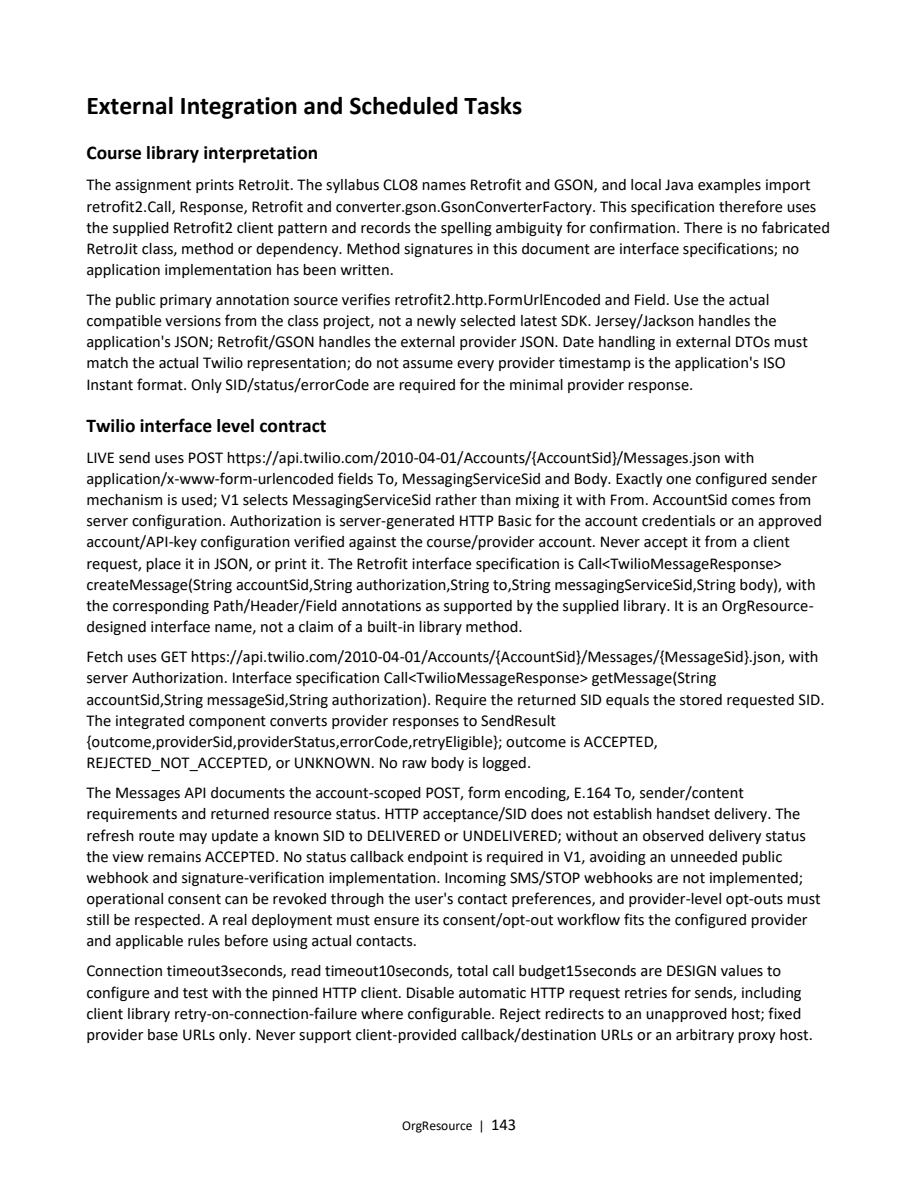 External Integration and Scheduled Tasks
Course library interpretation
The assignment prints RetroJit. The syllabus CLO8 names Retrofit and GSON, and local Java examples import
retrofit2.Call, Response, Retrofit and converter.gson.GsonConverterFactory. This specification therefore uses
the supplied Retrofit2 client pattern and records the spelling ambiguity for confirmation. There is no fabricated
RetroJit class, method or dependency. Method signatures in this document are interface specifications; no
application implementation has been written.
The public primary annotation source verifies retrofit2.http.FormUrlEncoded and Field. Use the actual
compatible versions from the class project, not a newly selected latest SDK. Jersey/Jackson handles the
application's JSON; Retrofit/GSON handles the external provider JSON. Date handling in external DTOs must
match the actual Twilio representation; do not assume every provider timestamp is the application's ISO
Instant format. Only SID/status/errorCode are required for the minimal provider response.
Twilio interface level contract
LIVE send uses POST https://api.twilio.com/2010-04-01/Accounts/{AccountSid}/Messages.json with
application/x-www-form-urlencoded fields To, MessagingServiceSid and Body. Exactly one configured sender
mechanism is used; V1 selects MessagingServiceSid rather than mixing it with From. AccountSid comes from
server configuration. Authorization is server-generated HTTP Basic for the account credentials or an approved
account/API-key configuration verified against the course/provider account. Never accept it from a client
request, place it in JSON, or print it. The Retrofit interface specification is Call<TwilioMessageResponse>
createMessage(String accountSid,String authorization,String to,String messagingServiceSid,String body), with
the corresponding Path/Header/Field annotations as supported by the supplied library. It is an OrgResource-
designed interface name, not a claim of a built-in library method.
Fetch uses GET https://api.twilio.com/2010-04-01/Accounts/{AccountSid}/Messages/{MessageSid}.json, with
server Authorization. Interface specification Call<TwilioMessageResponse> getMessage(String
accountSid,String messageSid,String authorization). Require the returned SID equals the stored requested SID.
The integrated component converts provider responses to SendResult
{outcome,providerSid,providerStatus,errorCode,retryEligible}; outcome is ACCEPTED,
REJECTED_NOT_ACCEPTED, or UNKNOWN. No raw body is logged.
The Messages API documents the account-scoped POST, form encoding, E.164 To, sender/content
requirements and returned resource status. HTTP acceptance/SID does not establish handset delivery. The
refresh route may update a known SID to DELIVERED or UNDELIVERED; without an observed delivery status
the view remains ACCEPTED. No status callback endpoint is required in V1, avoiding an unneeded public
webhook and signature-verification implementation. Incoming SMS/STOP webhooks are not implemented;
operational consent can be revoked through the user's contact preferences, and provider-level opt-outs must
still be respected. A real deployment must ensure its consent/opt-out workflow fits the configured provider
and applicable rules before using actual contacts.
Connection timeout3seconds, read timeout10seconds, total call budget15seconds are DESIGN values to
configure and test with the pinned HTTP client. Disable automatic HTTP request retries for sends, including
client library retry-on-connection-failure where configurable. Reject redirects to an unapproved host; fixed
provider base URLs only. Never support client-provided callback/destination URLs or an arbitrary proxy host.
OrgResource | 143